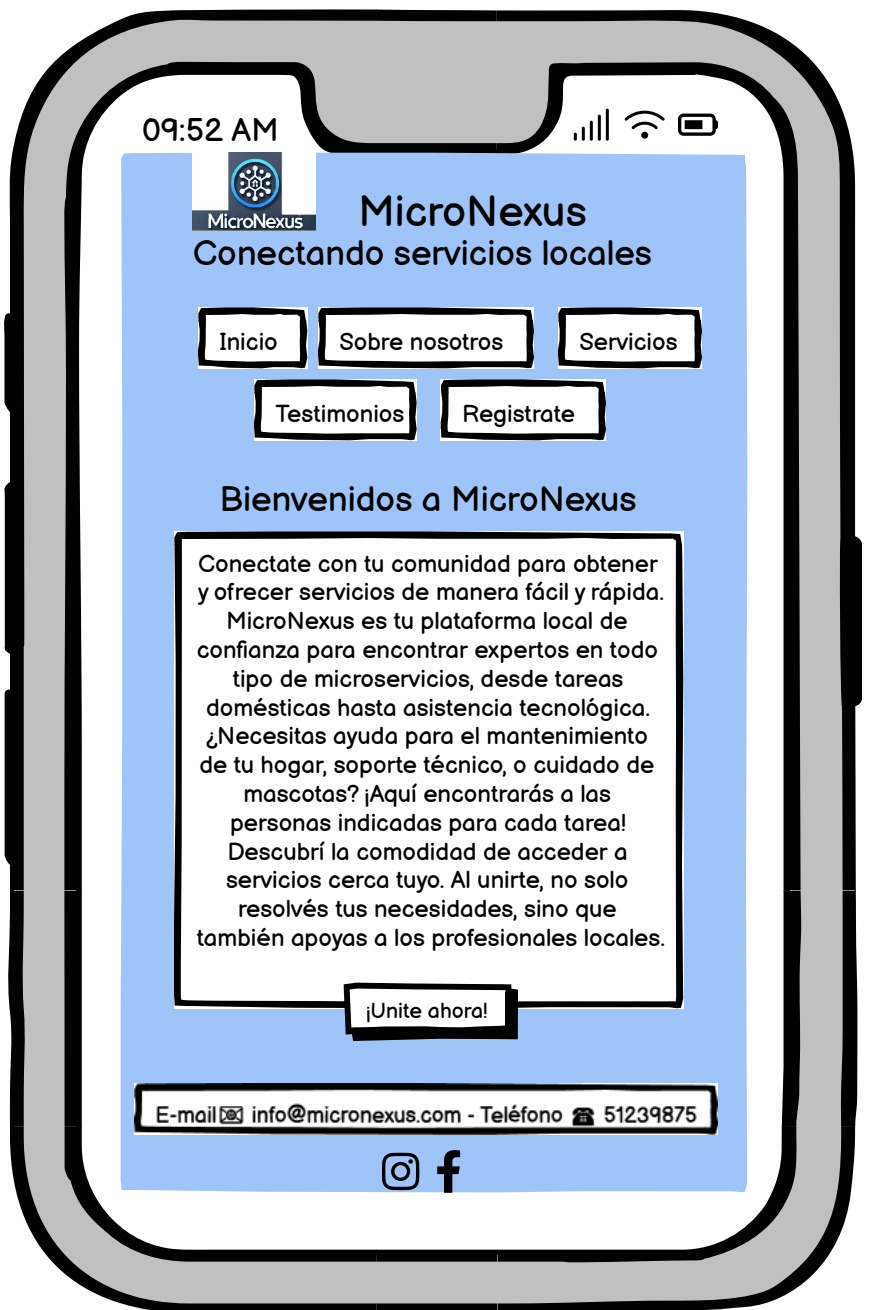 09:52 AM
MicroNexus
MicroNexus
Conectando servicios locales
Inicio
Sobre nosotros
Servicios
Testimonios
Registrate
Bienvenidos a MicroNexus
Conectate con tu comunidad para obtener
y ofrecer servicios de manera fácil y rápida.
MicroNexus es tu plataforma local de
confianza para encontrar expertos en todo
tipo de microservicios, desde tareas
domésticas hasta asistencia tecnológica.
¿Necesitas ayuda para el mantenimiento
de tu hogar, soporte técnico, o cuidado de
mascotas? ¡Aquí encontrarás a las
personas indicadas para cada tarea!
Descubrí la comodidad de acceder a
servicios cerca tuyo. Al unirte, no solo
resolvés tus necesidades, sino que
también apoyas a los profesionales locales.
¡Unite ahora!
E-mail info@micronexus.com - Teléfono 51239875